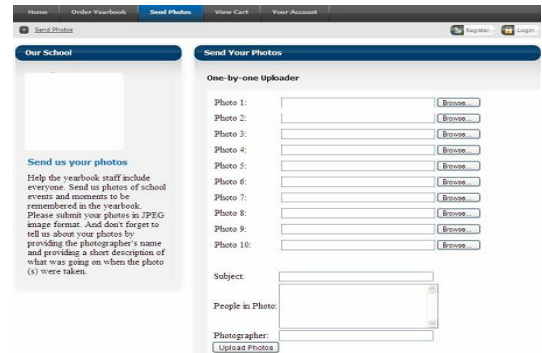 Home Order Yearbook Send Photos View Cart Your Account
Send Photos
Register Login
Our School
Send us your photos
Help the yearbook staff include
everyone. Send us photos of school
events and moments to be
remembered in the yearbook.
Please submit your photos in JPEG
image format. And don't forget to
tell us about your photos by
providing the photographer's name
and providing a short description of
what was going on when the photo
(s) were taken.
Send Your Photos
One-by-one Uploader
Photo 1: Browse...
Photo 2: Browse...
Photo 3: Browse...
Photo 4: Browse...
Photo 5: Browse...
Photo 6: Browse...
Photo 7: Browse...
Photo 8: Browse...
Photo 9: Browse...
Photo 10: Browse...
Subject:
People in Photo:
Photographer:
Upload Photos